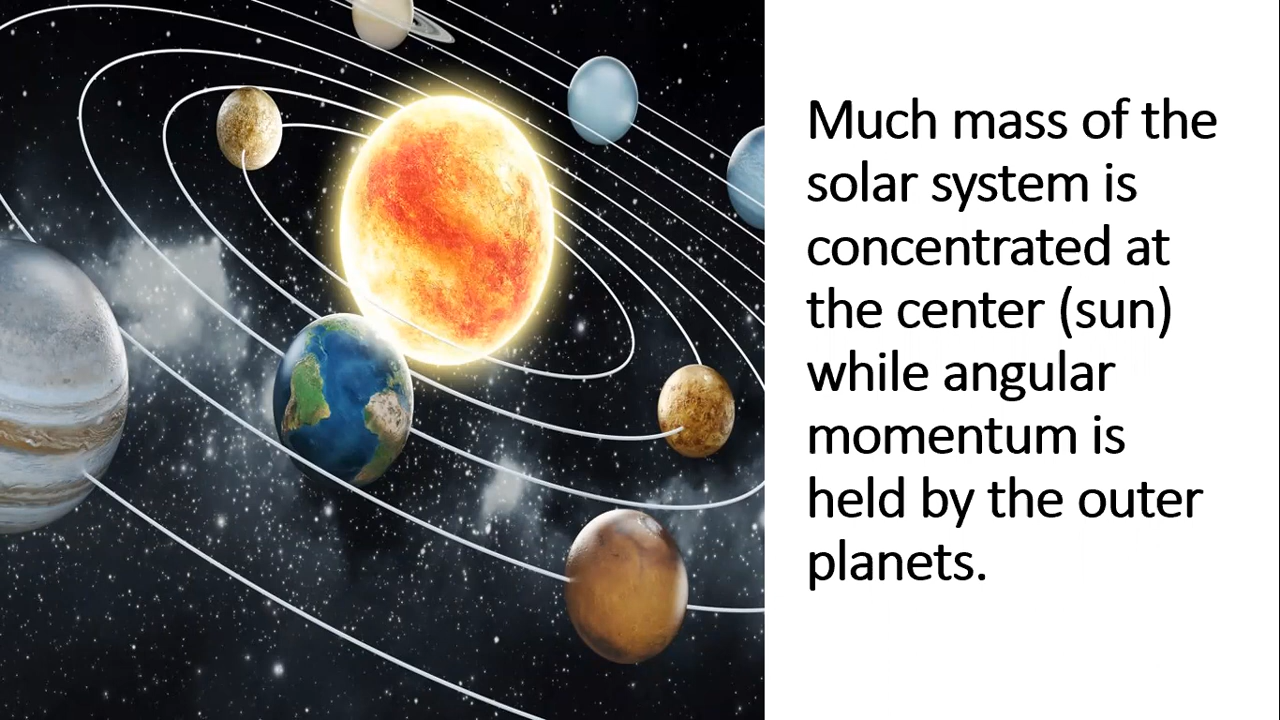 Much mass of the
solar system is
concentrated at
the center (sun)
while angular
momentum is
held by the outer
planets.